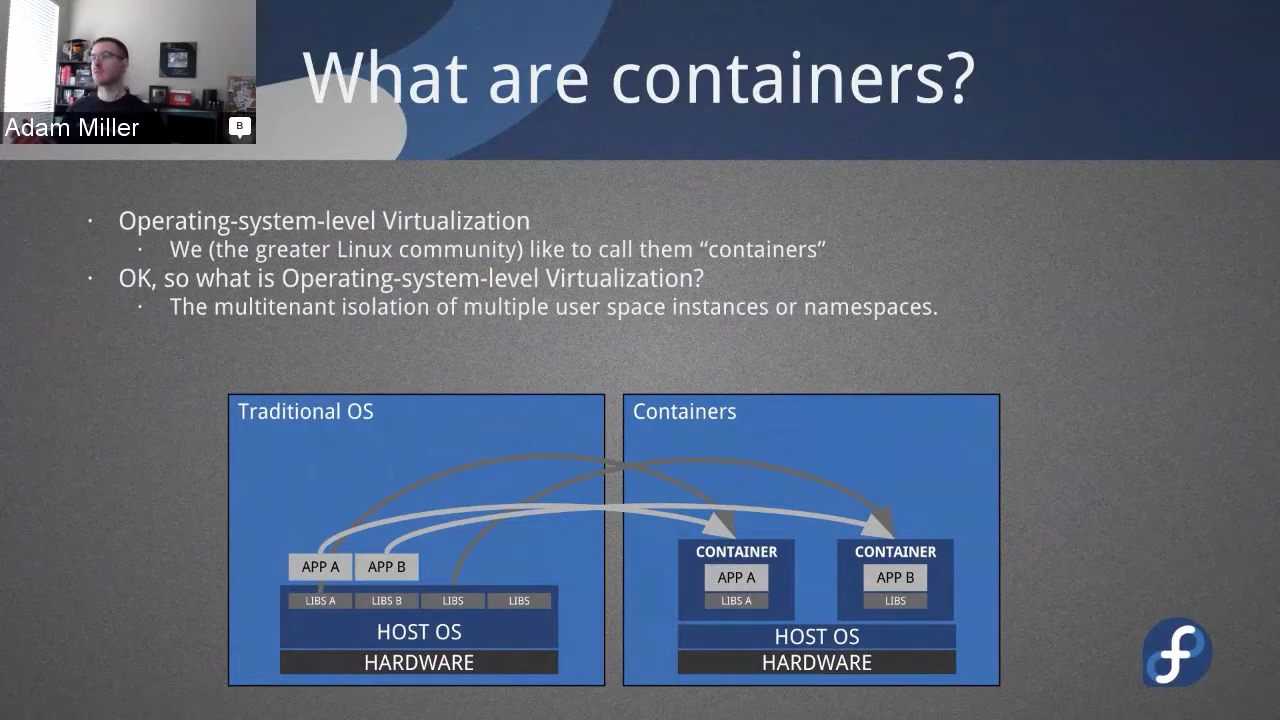 What are containers?
Adam Miller
B
· Operating-system-level Virtualization
· We (the greater Linux community) like to call them “containers”
· OK, so what is Operating-system-level Virtualization?
· The multitenant isolation of multiple user space instances or namespaces.
Traditional OS
APP A APP B
LIBS A LIBS B LIBS LIBS
HOST OS
HARDWARE
Containers
CONTAINER CONTAINER
APP A APP B
LIBS A LIBS
HOST OS
HARDWARE